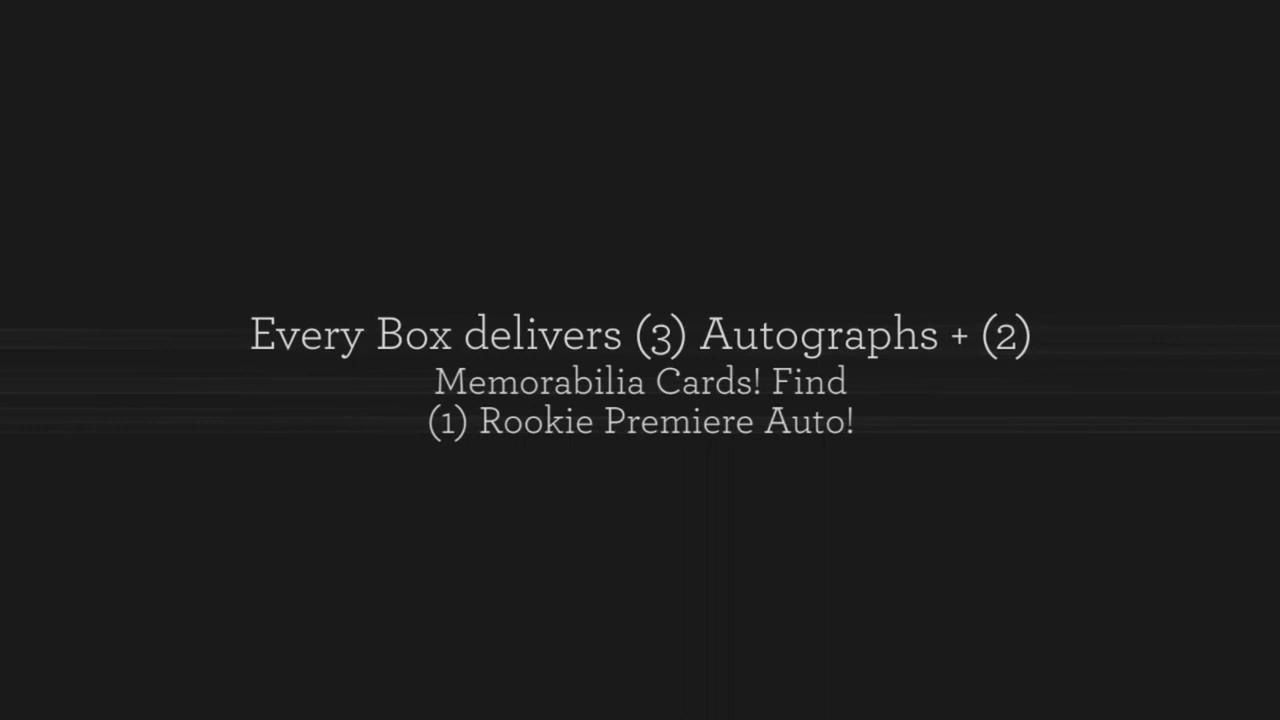 Every Box delivers (3) Autographs + (2)
Memorabilia Cards! Find
(1) Rookie Premiere Auto!